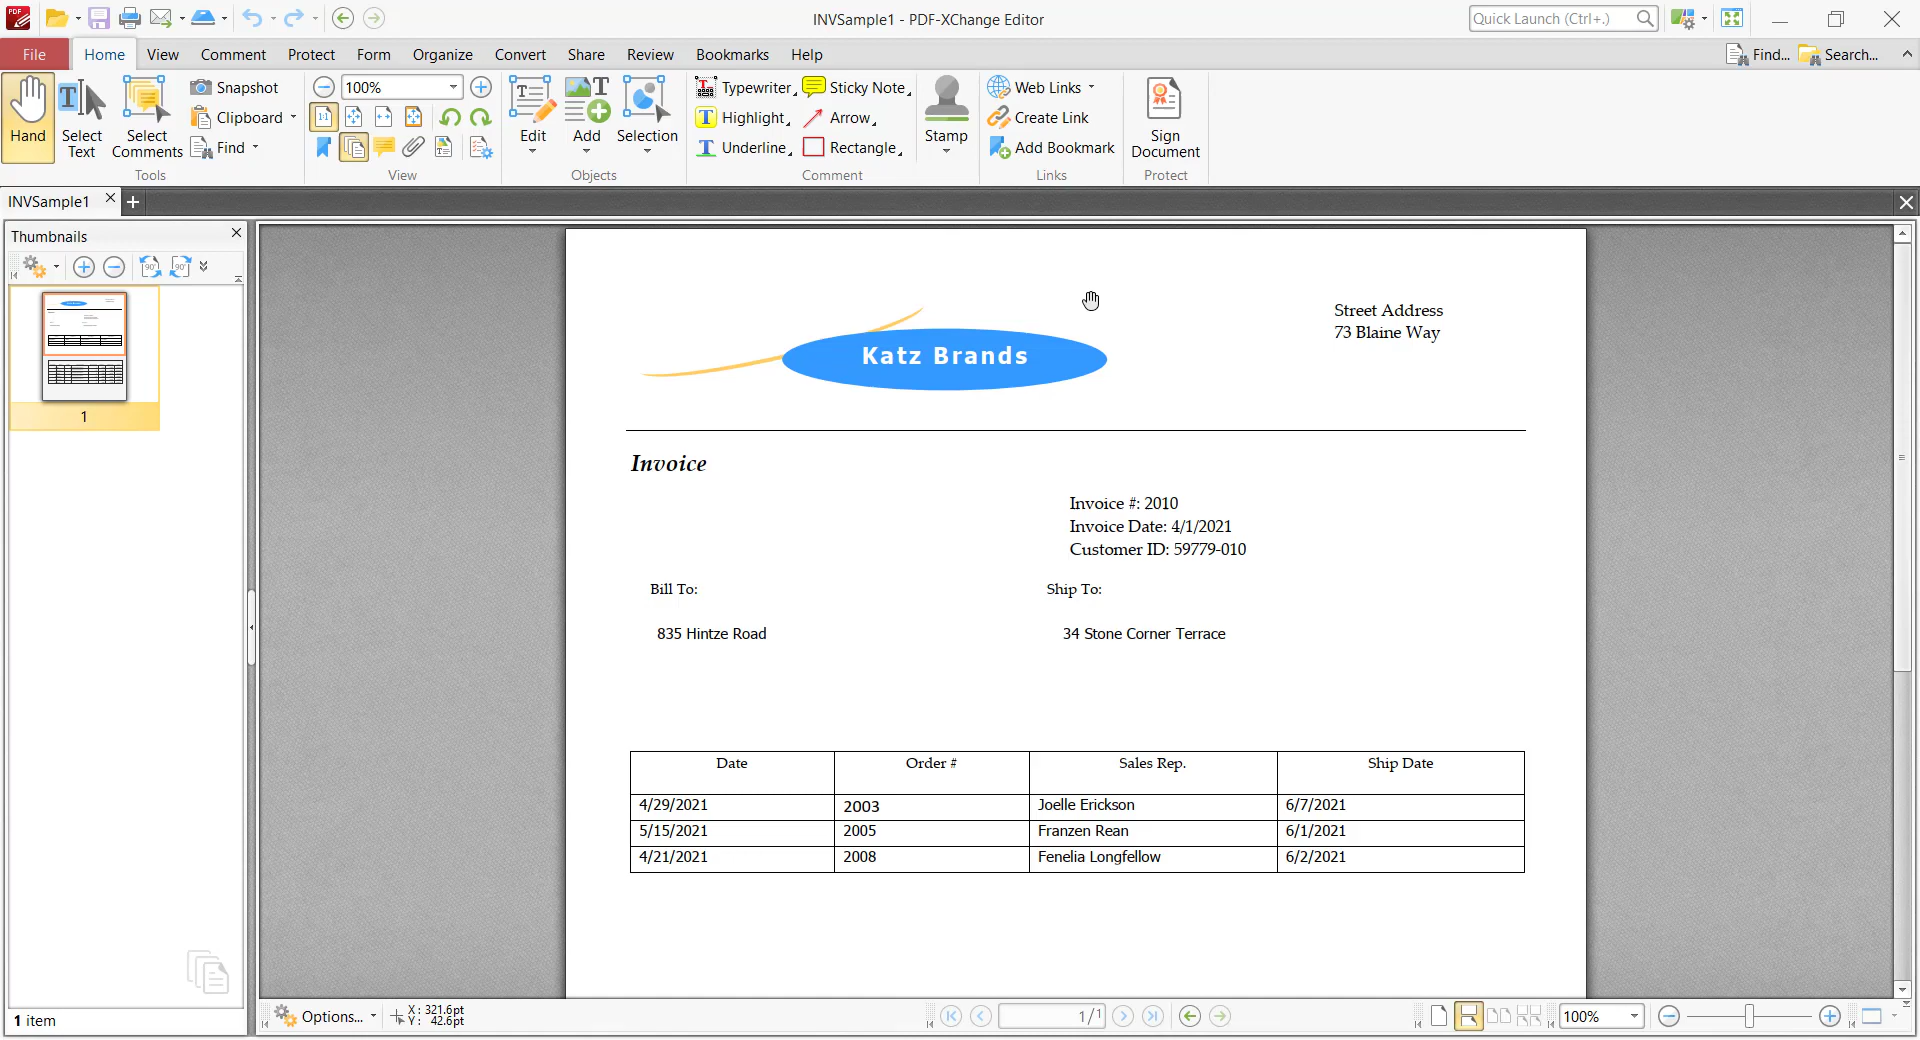 INVSample1 - PDF-XChange Editor
Quick Launch (Ctrl+.)
File Home View Comment Protect Form Organize Convert Share Review Bookmarks Help Find... Search...
Hand
Select Text
Select Comments
Snapshot
Clipboard
Find
Tools
100%
View
Edit
Add
Selection
Objects
Typewriter Sticky Note
Highlight Arrow
Underline Rectangle
Comment
Stamp
Web Links
Create Link
Add Bookmark
Links
Sign Document
Protect
INVSample1
Thumbnails
1
1 item
Katz Brands
Street Address
73 Blaine Way
Invoice
Invoice #: 2010
Invoice Date: 4/1/2021
Customer ID: 59779-010
Bill To: Ship To:
835 Hintze Road 34 Stone Corner Terrace
Date Order # Sales Rep. Ship Date
4/29/2021 2003 Joelle Erickson 6/7/2021
5/15/2021 2005 Franzen Rean 6/1/2021
4/21/2021 2008 Fenelia Longfellow 6/2/2021
Options... X: 321.6pt
Y: 42.6pt
1/1
100%